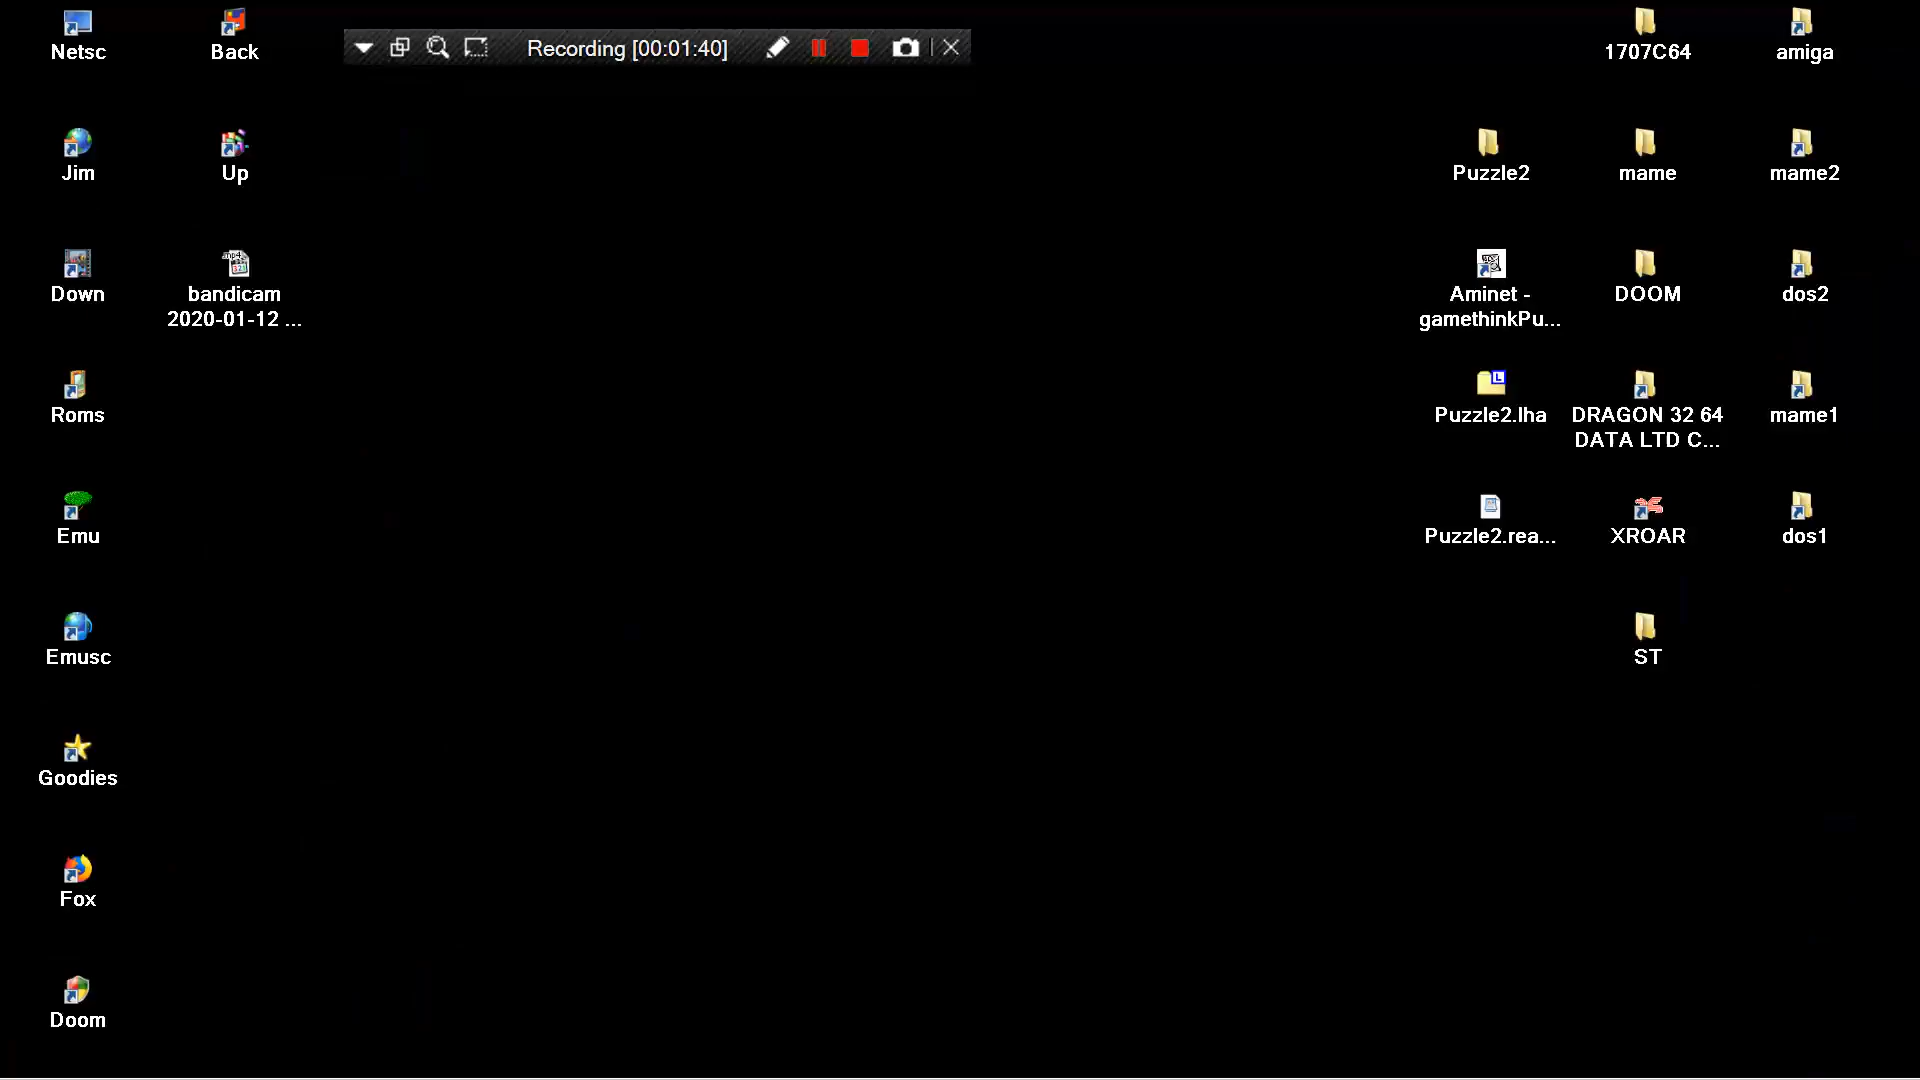 Netsc
Back
Recording [00:01:40]
1707C64
amiga
Jim
Up
Puzzle2
mame
mame2
Down
bandicam
2020-01-12 ...
Aminet -
gamethinkPu...
DOOM
dos2
Roms
Puzzle2.lha
DRAGON 32 64
DATA LTD C...
mame1
Emu
Puzzle2.rea...
XROAR
dos1
Emusc
ST
Goodies
Fox
Doom